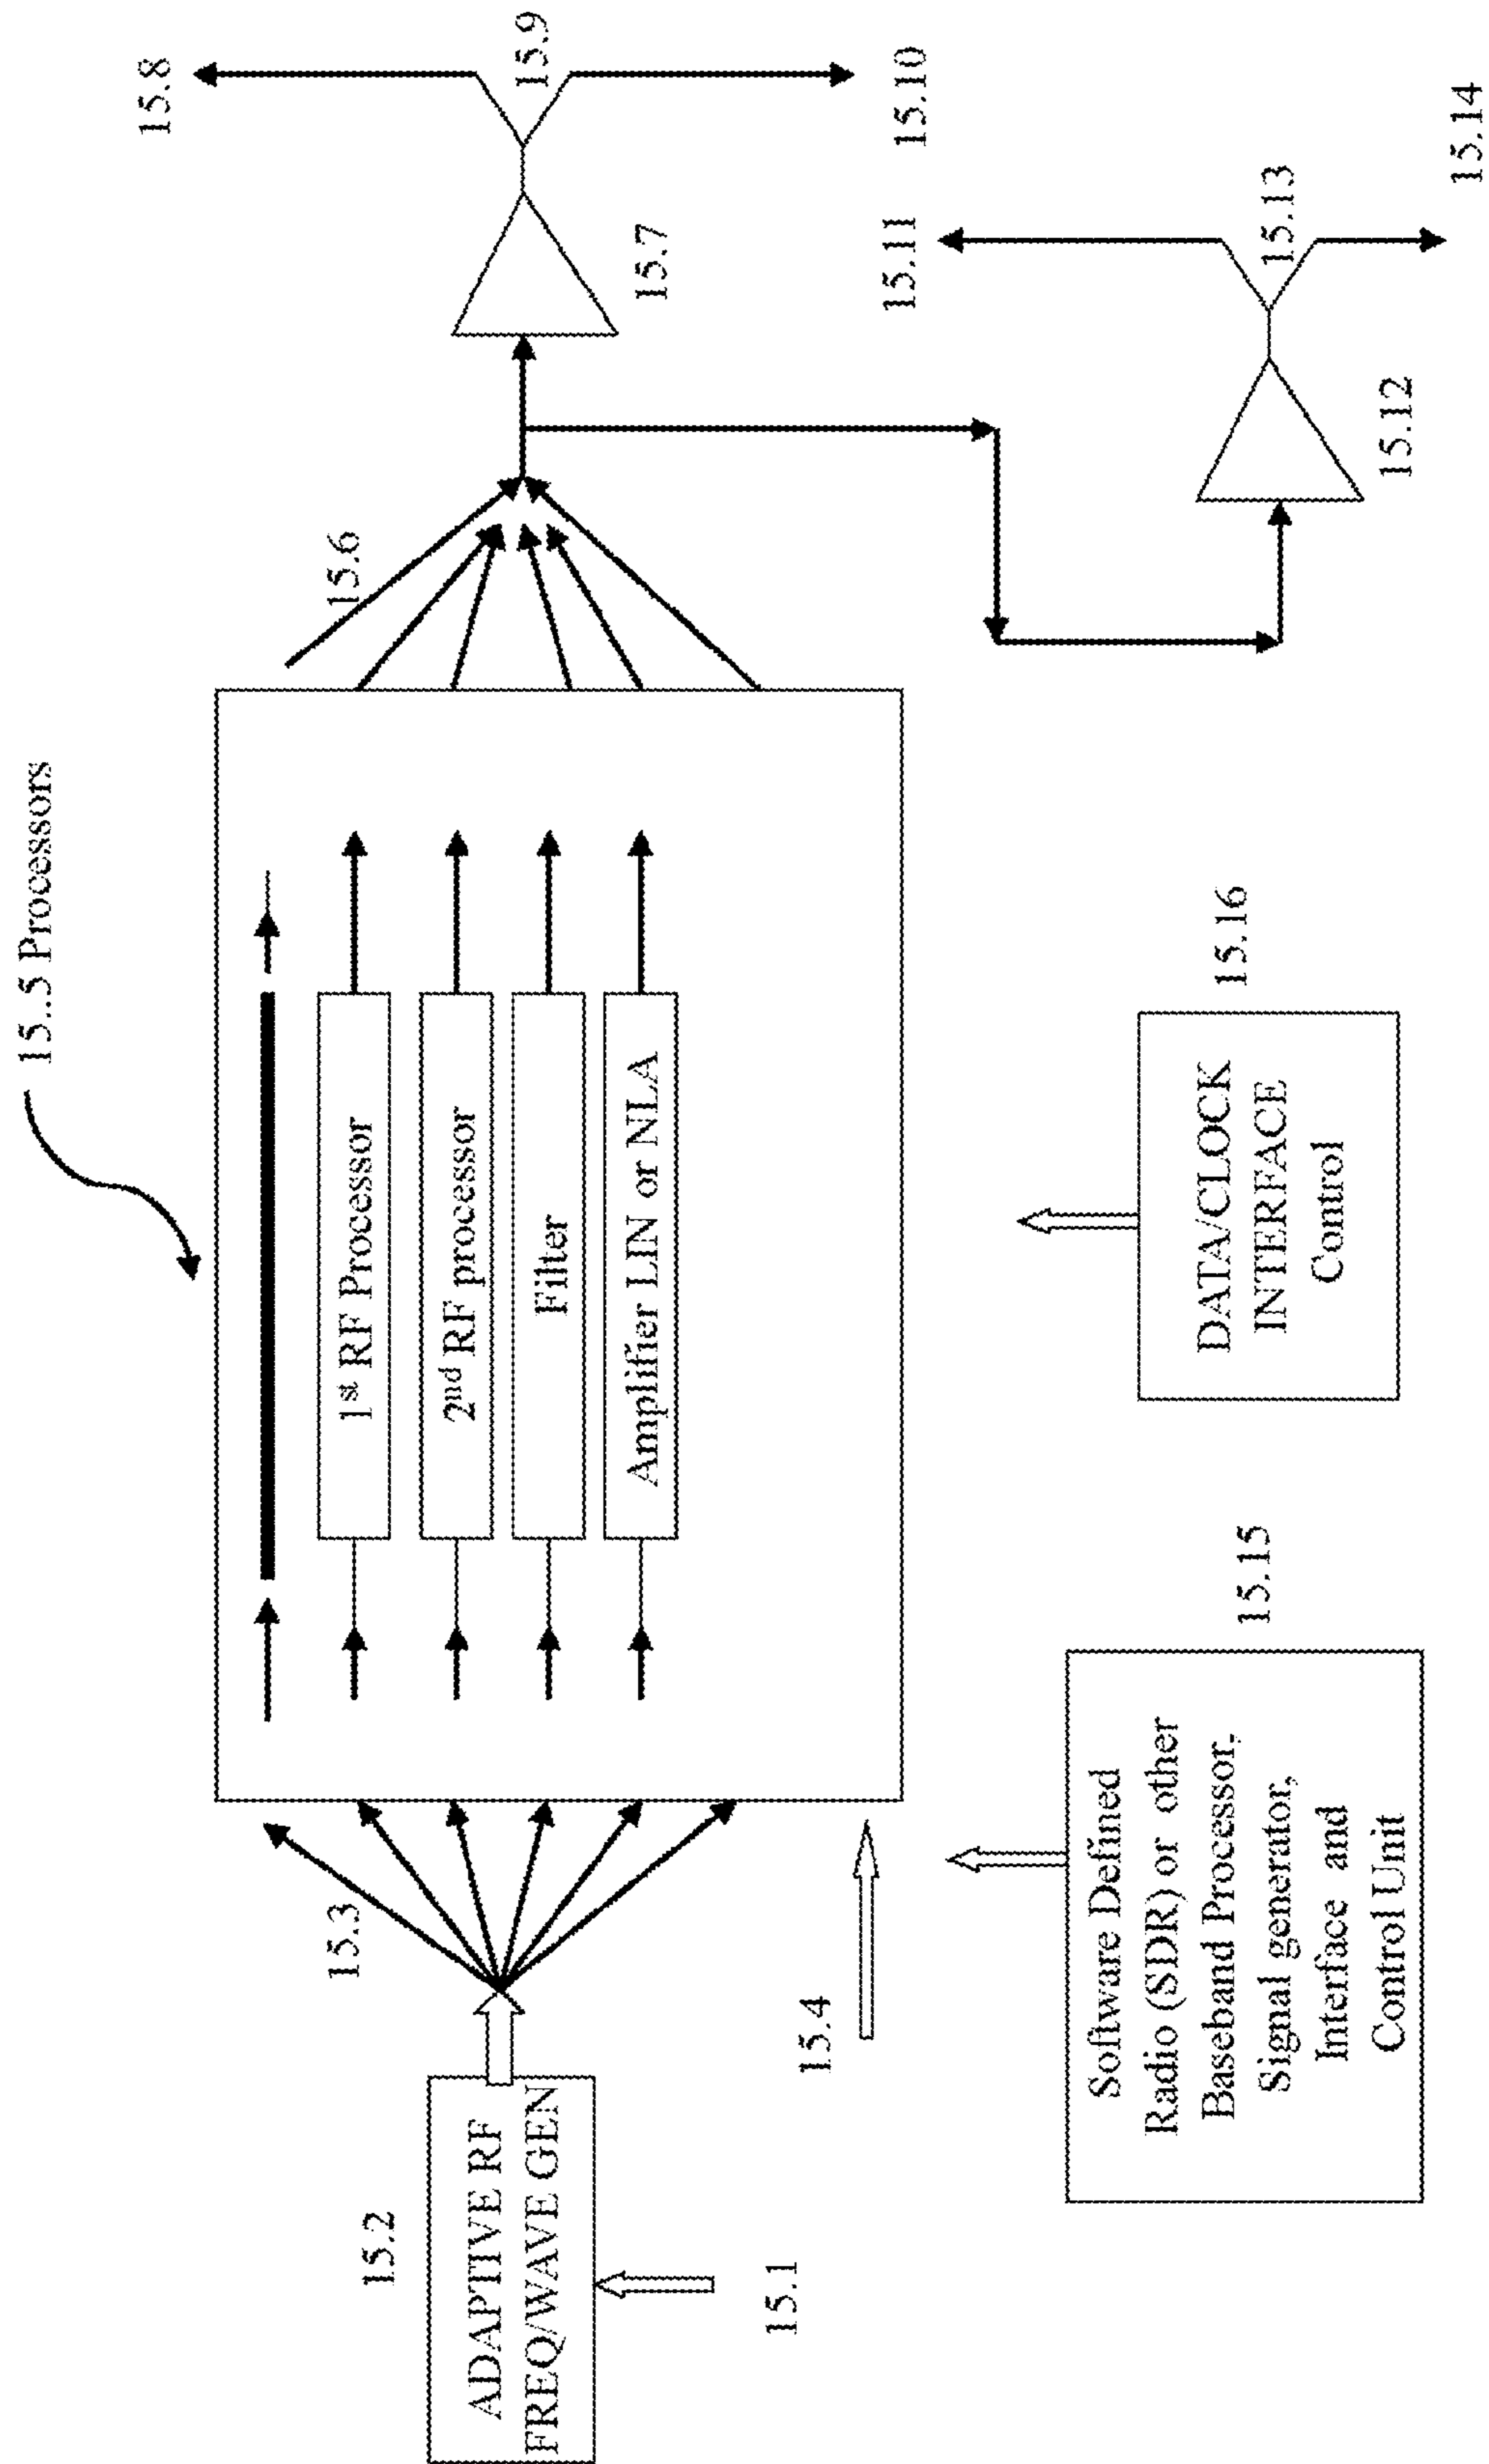 15..5 Processors
15.8
15.9
15.10
15.7
15.6
15.3
15.2
ADAPTIVE RF
FREQ/WAVE GEN
15.1
15.4
1st RF Processor
2nd RF processor
Filter
Amplifier LIN or NLA
15.11
15.13
15.14
15.12
Software Defined
Radio (SDR) or other
Baseband Processor,
Signal generator,
Interface and
Control Unit
15.15
DATA/CLOCK
INTERFACE
Control
15.16